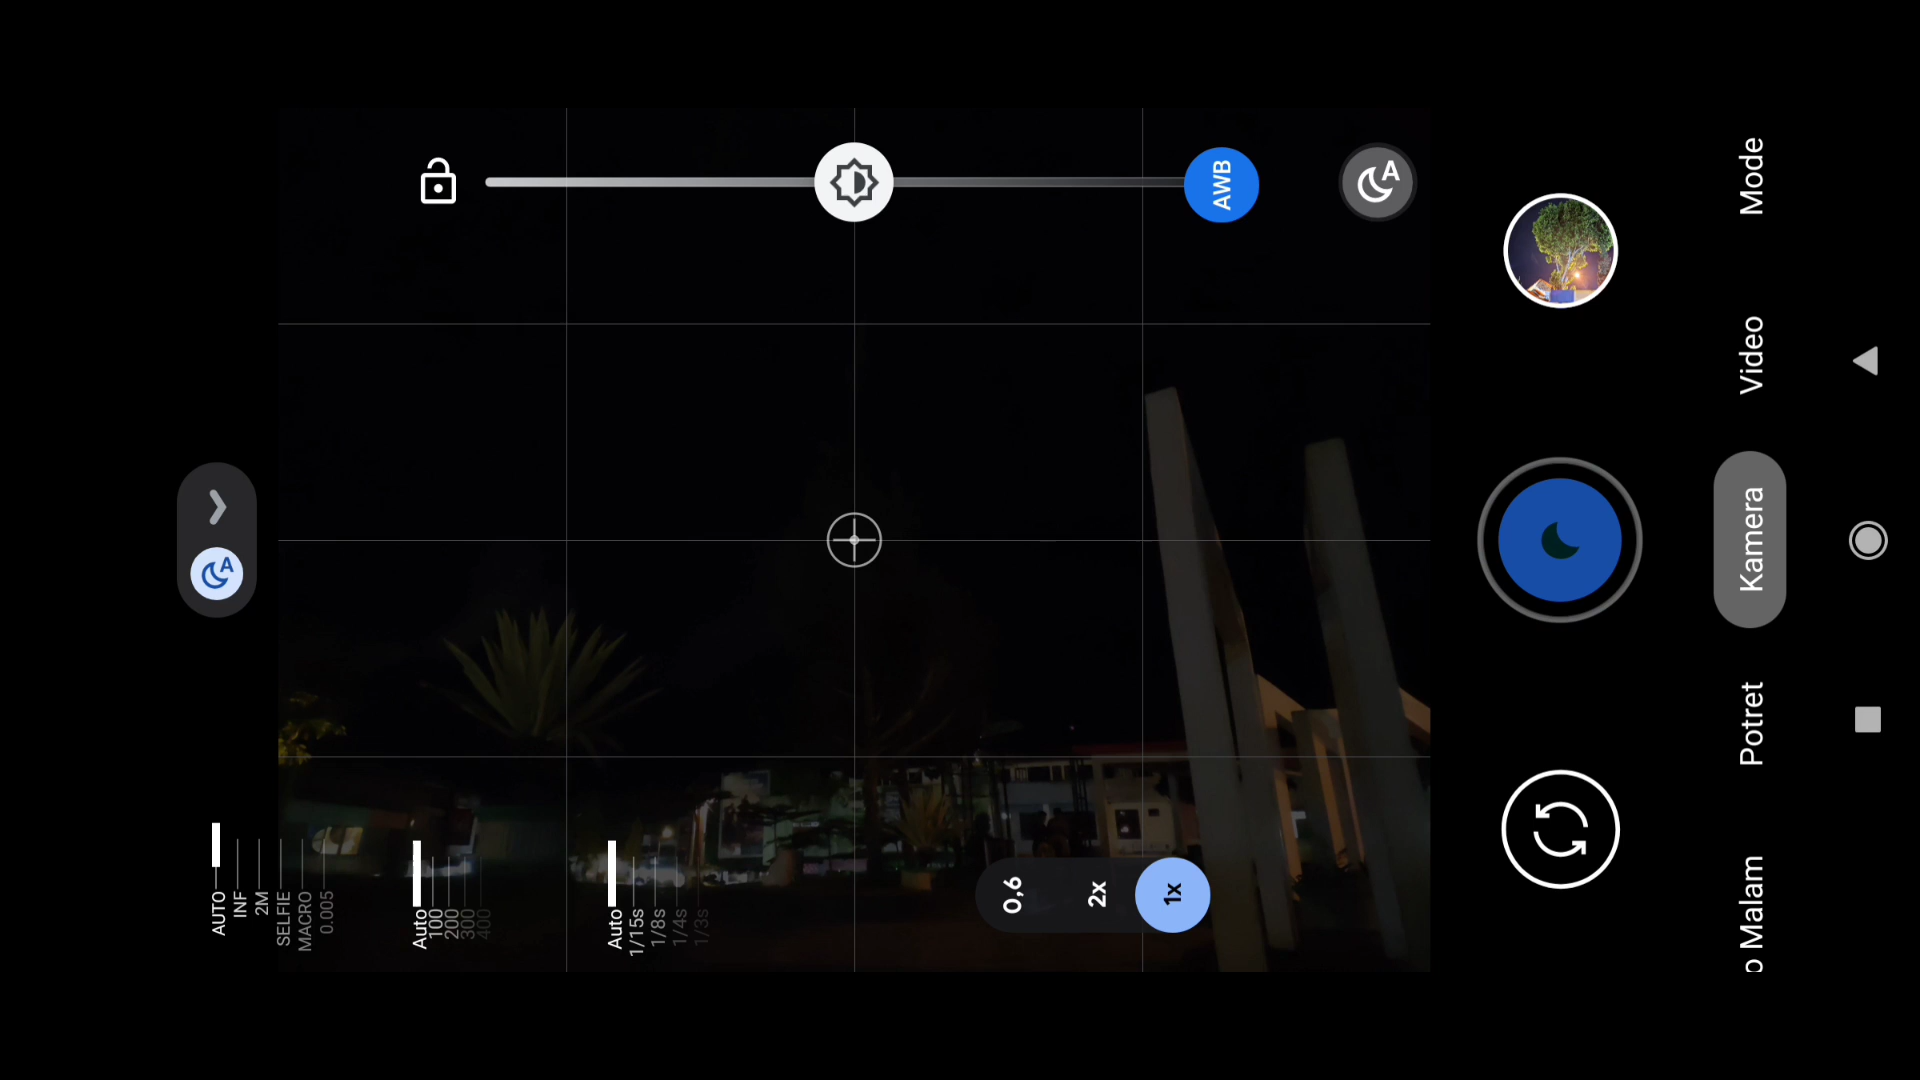 AWB
A
A
Mode
Video
Kamera
Potret
o Malam
0,6
2x
1x
AUTO
INF
2M
SELFIE
MACRO
0.005
Auto
100
200
300
400
Auto
1/15s
1/8s
1/4s
1/3s